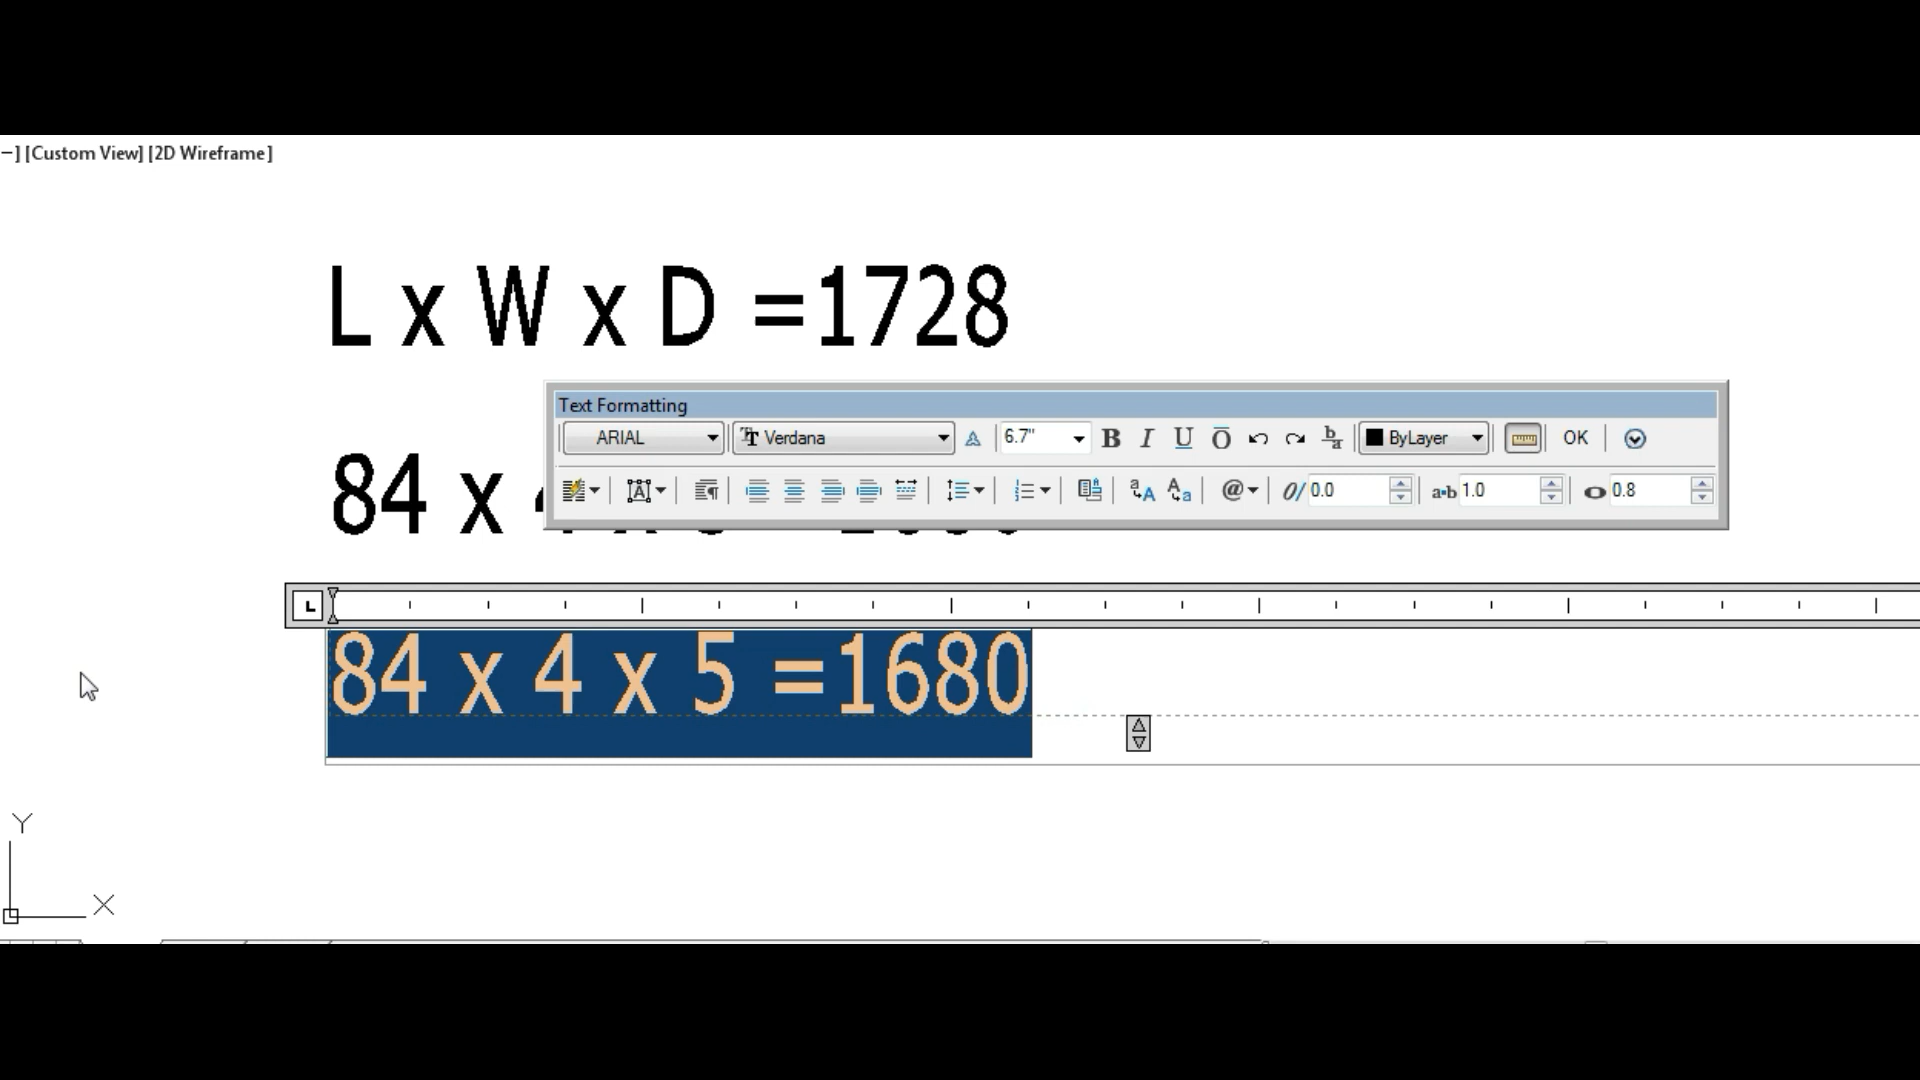 −] [Custom View] [2D Wireframe]
L x W x D =1728
Text Formatting
ARIAL Verdana 6.7" B I U O b/a ByLayer OK
84 x
@ 0/ 0.0 a•b 1.0 0.8
L
84 x 4 x 5 =1680
Y
X